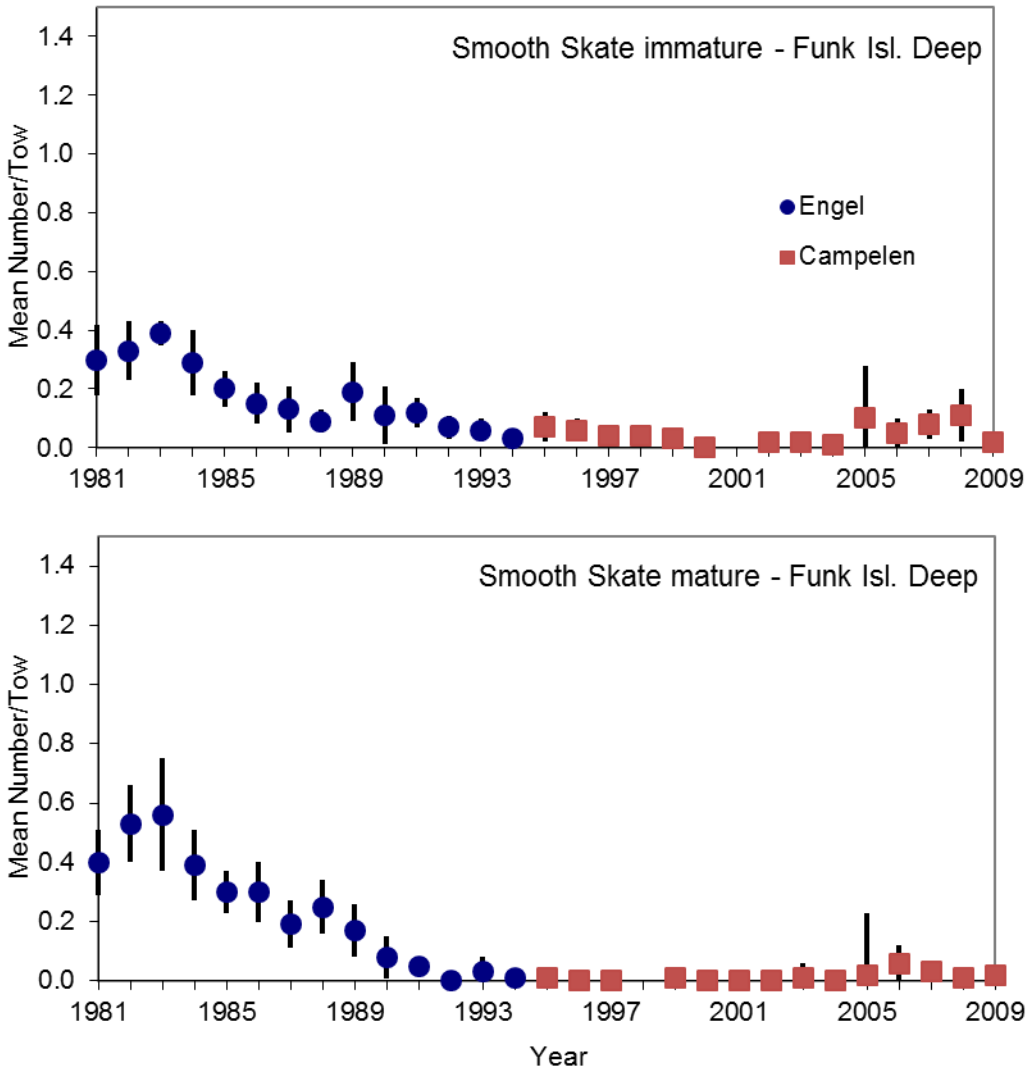 Smooth Skate immature - Funk Isl. Deep
Mean Number/Tow
1.4
1.2
1.0
0.8
0.6
0.4
0.2
0.0
Engel
Campelen
1981 1985 1989 1993 1997 2001 2005 2009
Smooth Skate mature - Funk Isl. Deep
Mean Number/Tow
1.4
1.2
1.0
0.8
0.6
0.4
0.2
0.0
1981 1985 1989 1993 1997 2001 2005 2009
Year